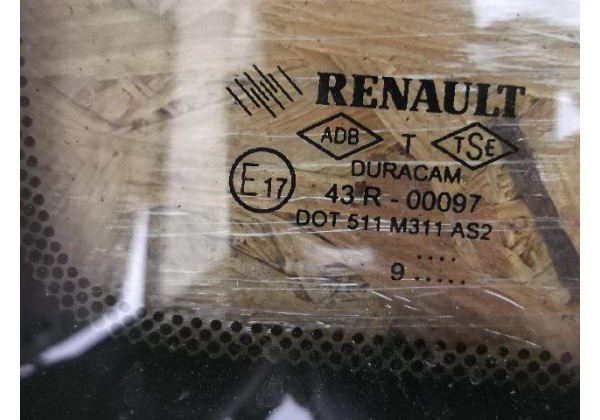 RENAULT
ADB T TSE
DURACAM
E17 43 R - 00097
DOT 511 M311 AS2
....
9 .....